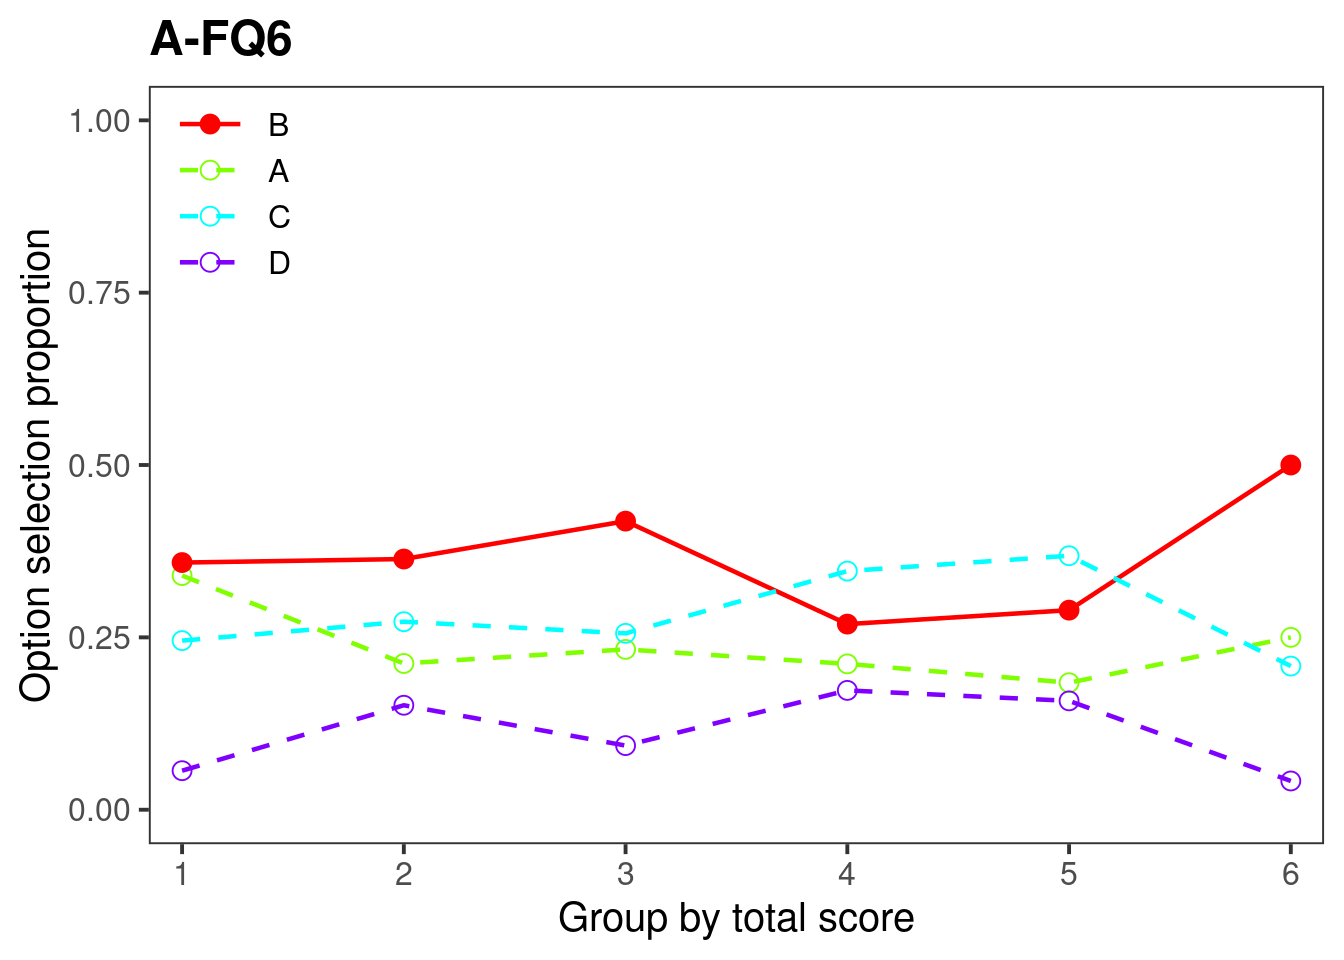 A-FQ6
B
A
C
D
1.00
0.75
0.50
0.25
0.00
Option selection proportion
1 2 3 4 5 6
Group by total score